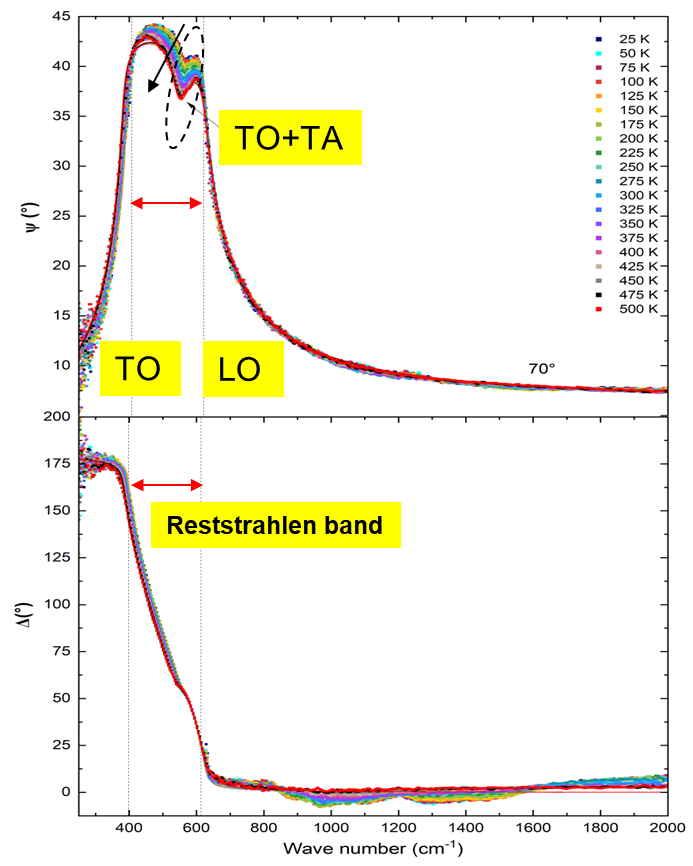 45
40
35
30
25
20
15
10
ψ (°)
25 K
50 K
75 K
100 K
125 K
150 K
175 K
200 K
225 K
250 K
275 K
300 K
325 K
350 K
375 K
400 K
425 K
450 K
475 K
500 K
TO+TA
TO
LO
70°
200
175
150
125
100
75
50
25
0
Δ(°)
Reststrahlen band
400 600 800 1000 1200 1400 1600 1800 2000
Wave number (cm⁻¹)